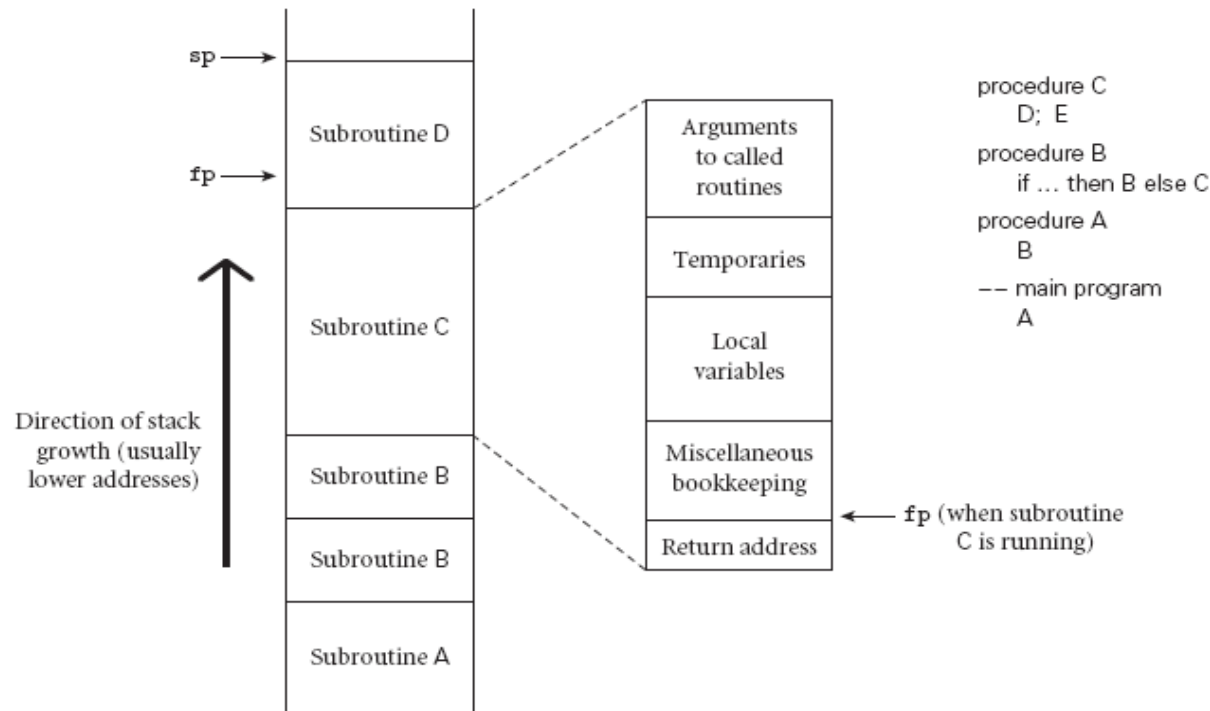 sp
Subroutine D
fp
Subroutine C
Direction of stack
growth (usually
lower addresses)
Subroutine B
Subroutine B
Subroutine A
Arguments
to called
routines
Temporaries
Local
variables
Miscellaneous
bookkeeping
Return address
fp (when subroutine
C is running)
procedure C
D; E
procedure B
if ... then B else C
procedure A
B
-- main program
A